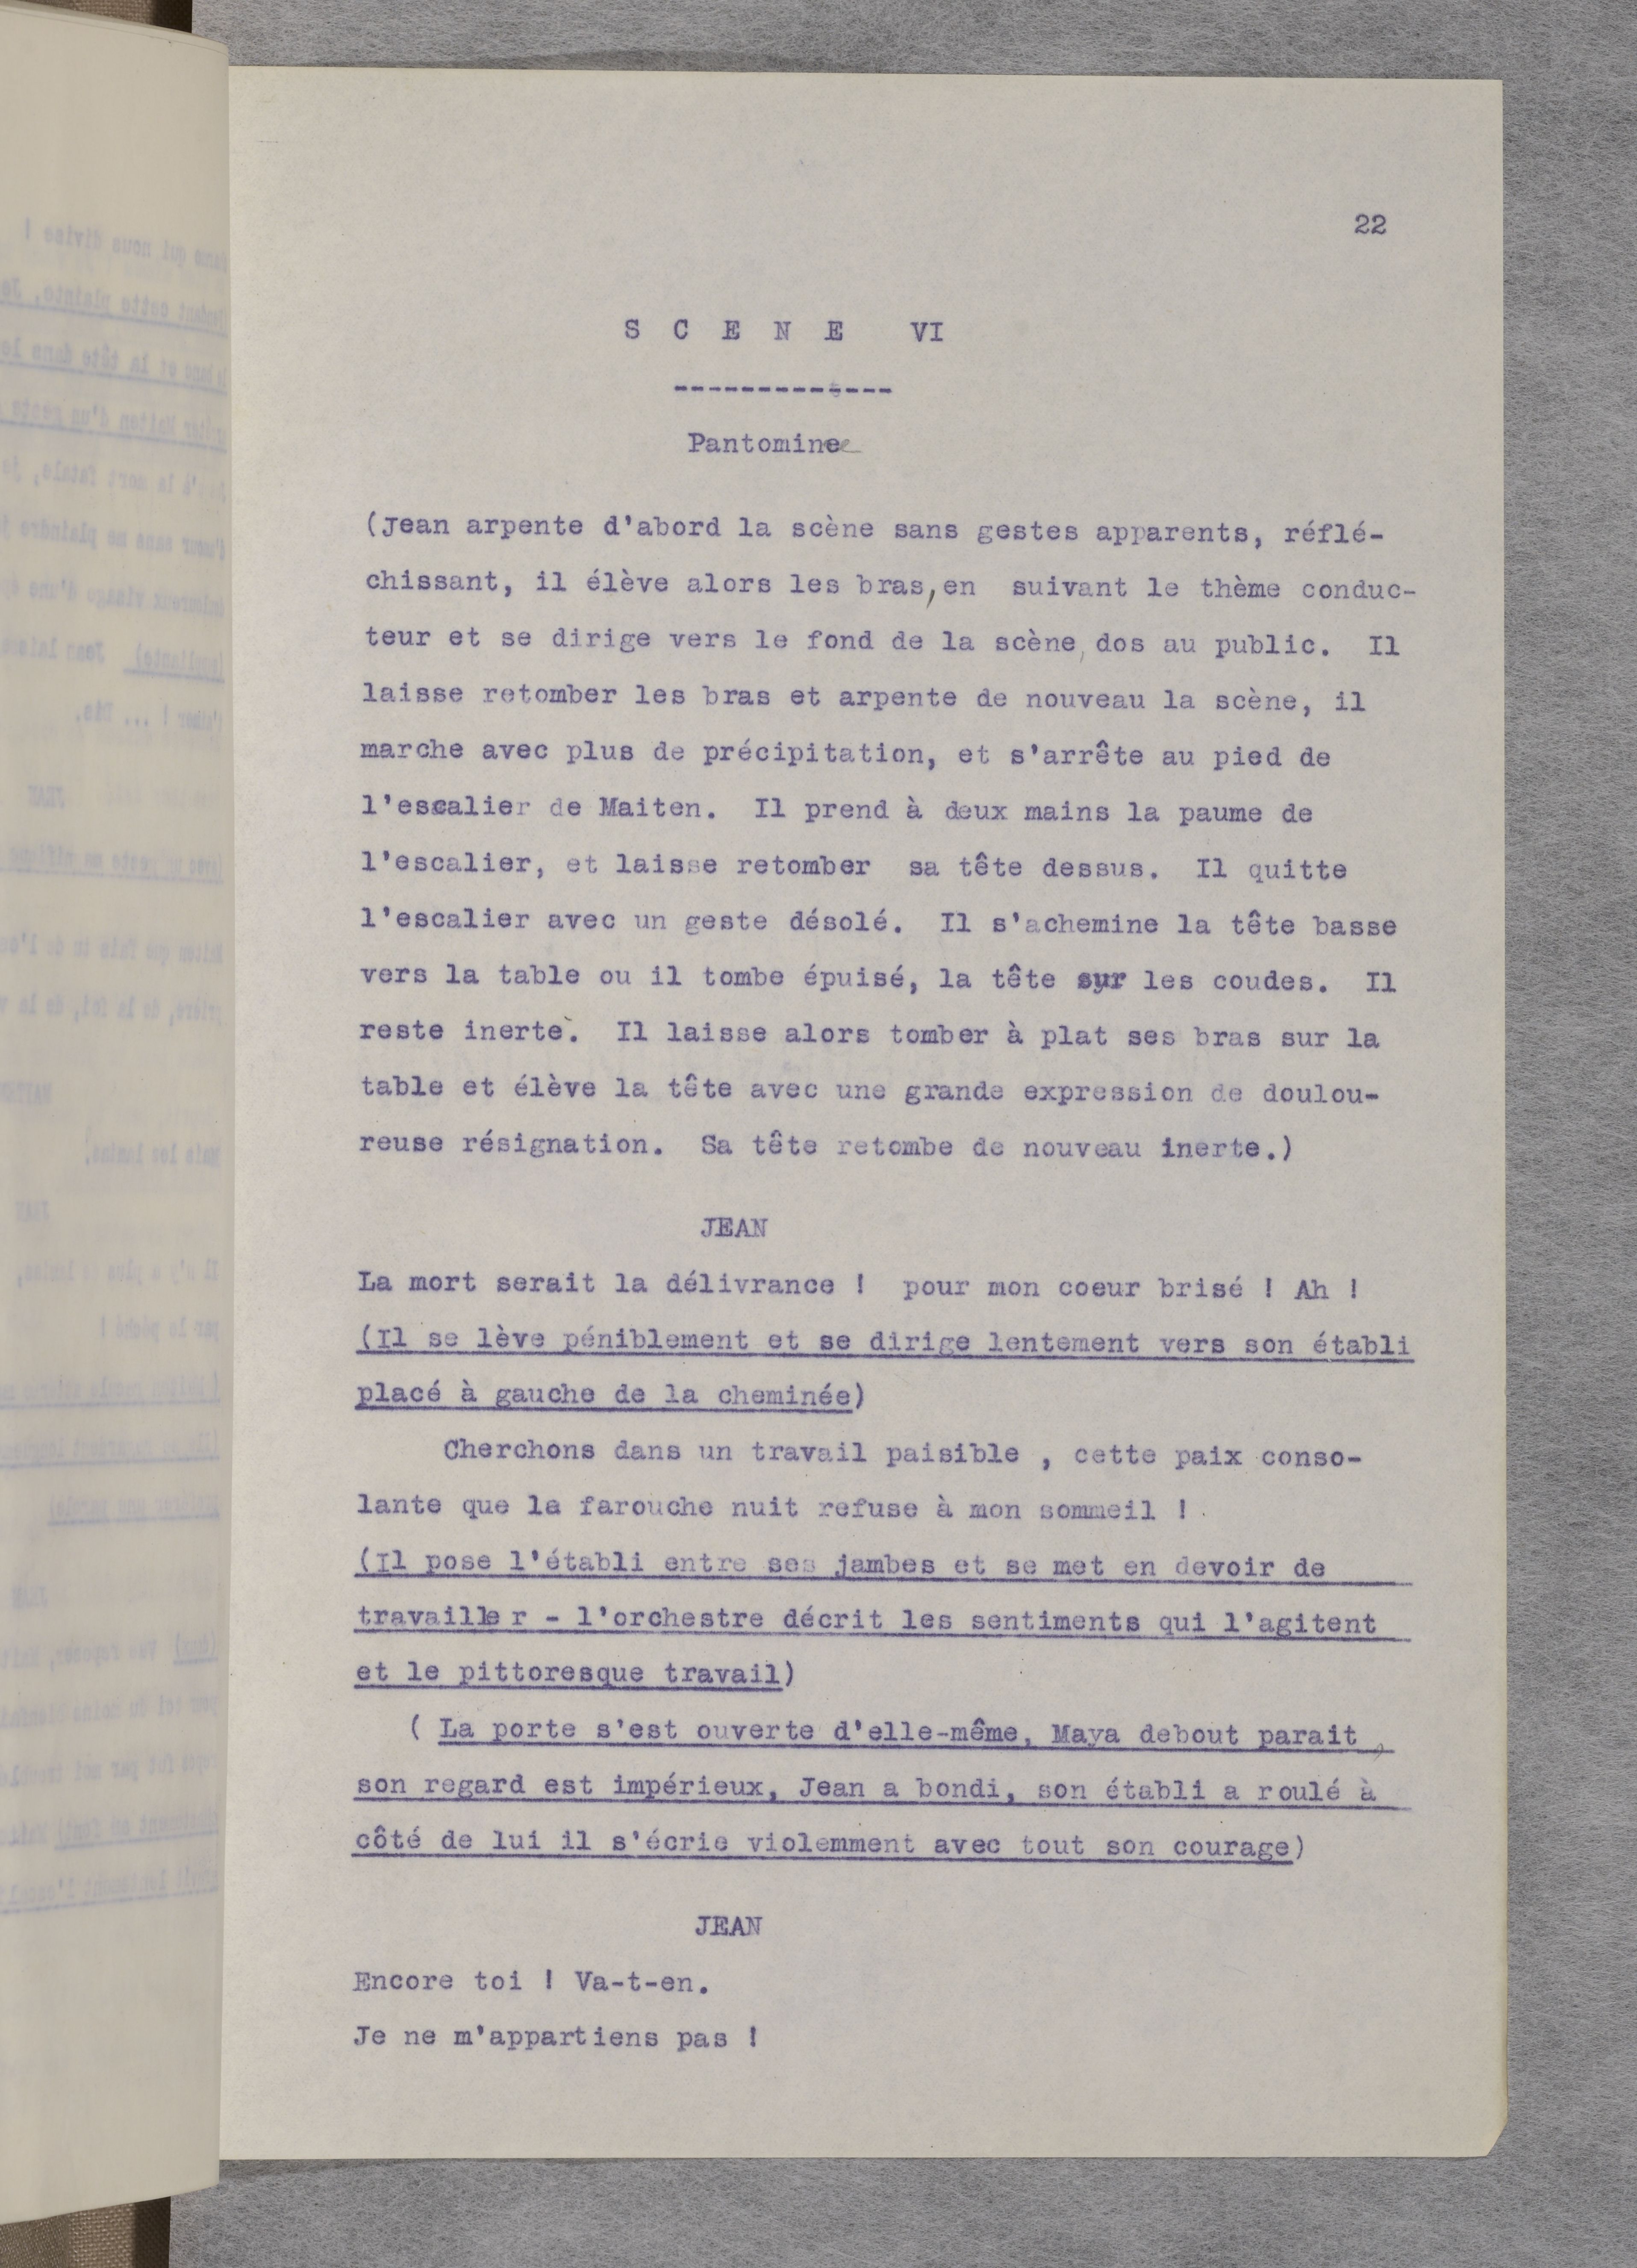 22
S C E N E VI
-------------
Pantomine
(Jean arpente d'abord la scène sans gestes apparents, réflé-
chissant, il élève alors les bras,en suivant le thème conduc-
teur et se dirige vers le fond de la scène, dos au public. Il
laisse retomber les bras et arpente de nouveau la scène, il
marche avec plus de précipitation, et s'arrête au pied de
l'escalier de Maiten. Il prend à deux mains la paume de
l'escalier, et laisse retomber sa tête dessus. Il quitte
l'escalier avec un geste désolé. Il s'achemine la tête basse
vers la table ou il tombe épuisé, la tête sur les coudes. Il
reste inerte. Il laisse alors tomber à plat ses bras sur la
table et élève la tête avec une grande expression de doulou-
reuse résignation. Sa tête retombe de nouveau inerte.)
JEAN
La mort serait la délivrance ! pour mon coeur brisé ! Ah !
(Il se lève péniblement et se dirige lentement vers son établi
placé à gauche de la cheminée)
Cherchons dans un travail paisible , cette paix conso-
lante que la farouche nuit refuse à mon sommeil !
(Il pose l'établi entre ses jambes et se met en devoir de
travailler - l'orchestre décrit les sentiments qui l'agitent
et le pittoresque travail)
( La porte s'est ouverte d'elle-même, Maya debout parait,
son regard est impérieux, Jean a bondi, son établi a roulé à
côté de lui il s'écrie violemment avec tout son courage)
JEAN
Encore toi ! Va-t-en.
Je ne m'appartiens pas !